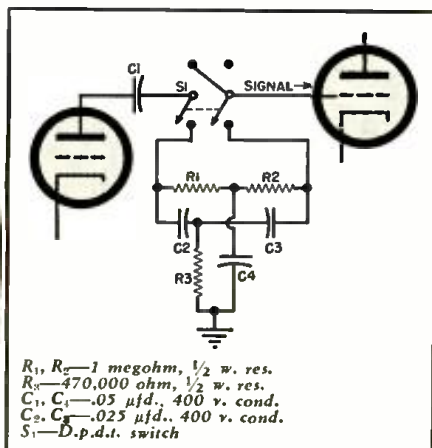 C1
S1
SIGNAL→
R1
R2
C2
C3
R3
C4
R₁, R₂—1 megohm, ½ w. res.
R₃—470,000 ohm, ½ w. res.
C₁, C₄—.05 µfd., 400 v. cond.
C₂, C₃—.025 µfd., 400 v. cond.
S₁—D.p.d.t. switch